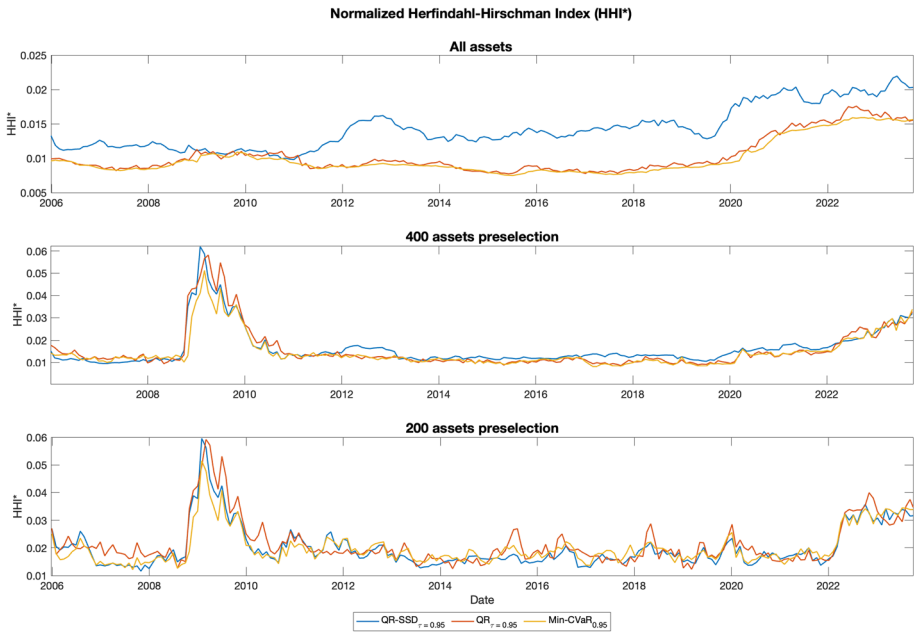 Normalized Herfindahl-Hirschman Index (HHI*)
All assets
0.025
0.02
0.015
0.01
0.005
HHI*
2006 2008 2010 2012 2014 2016 2018 2020 2022
400 assets preselection
0.06
0.05
0.04
0.03
0.02
0.01
HHI*
2008 2010 2012 2014 2016 2018 2020 2022
200 assets preselection
0.06
0.05
0.04
0.03
0.02
0.01
HHI*
2006 2008 2010 2012 2014 2016 2018 2020 2022
Date
QR-SSD τ = 0.95 QR τ = 0.95 Min-CVaR 0.95